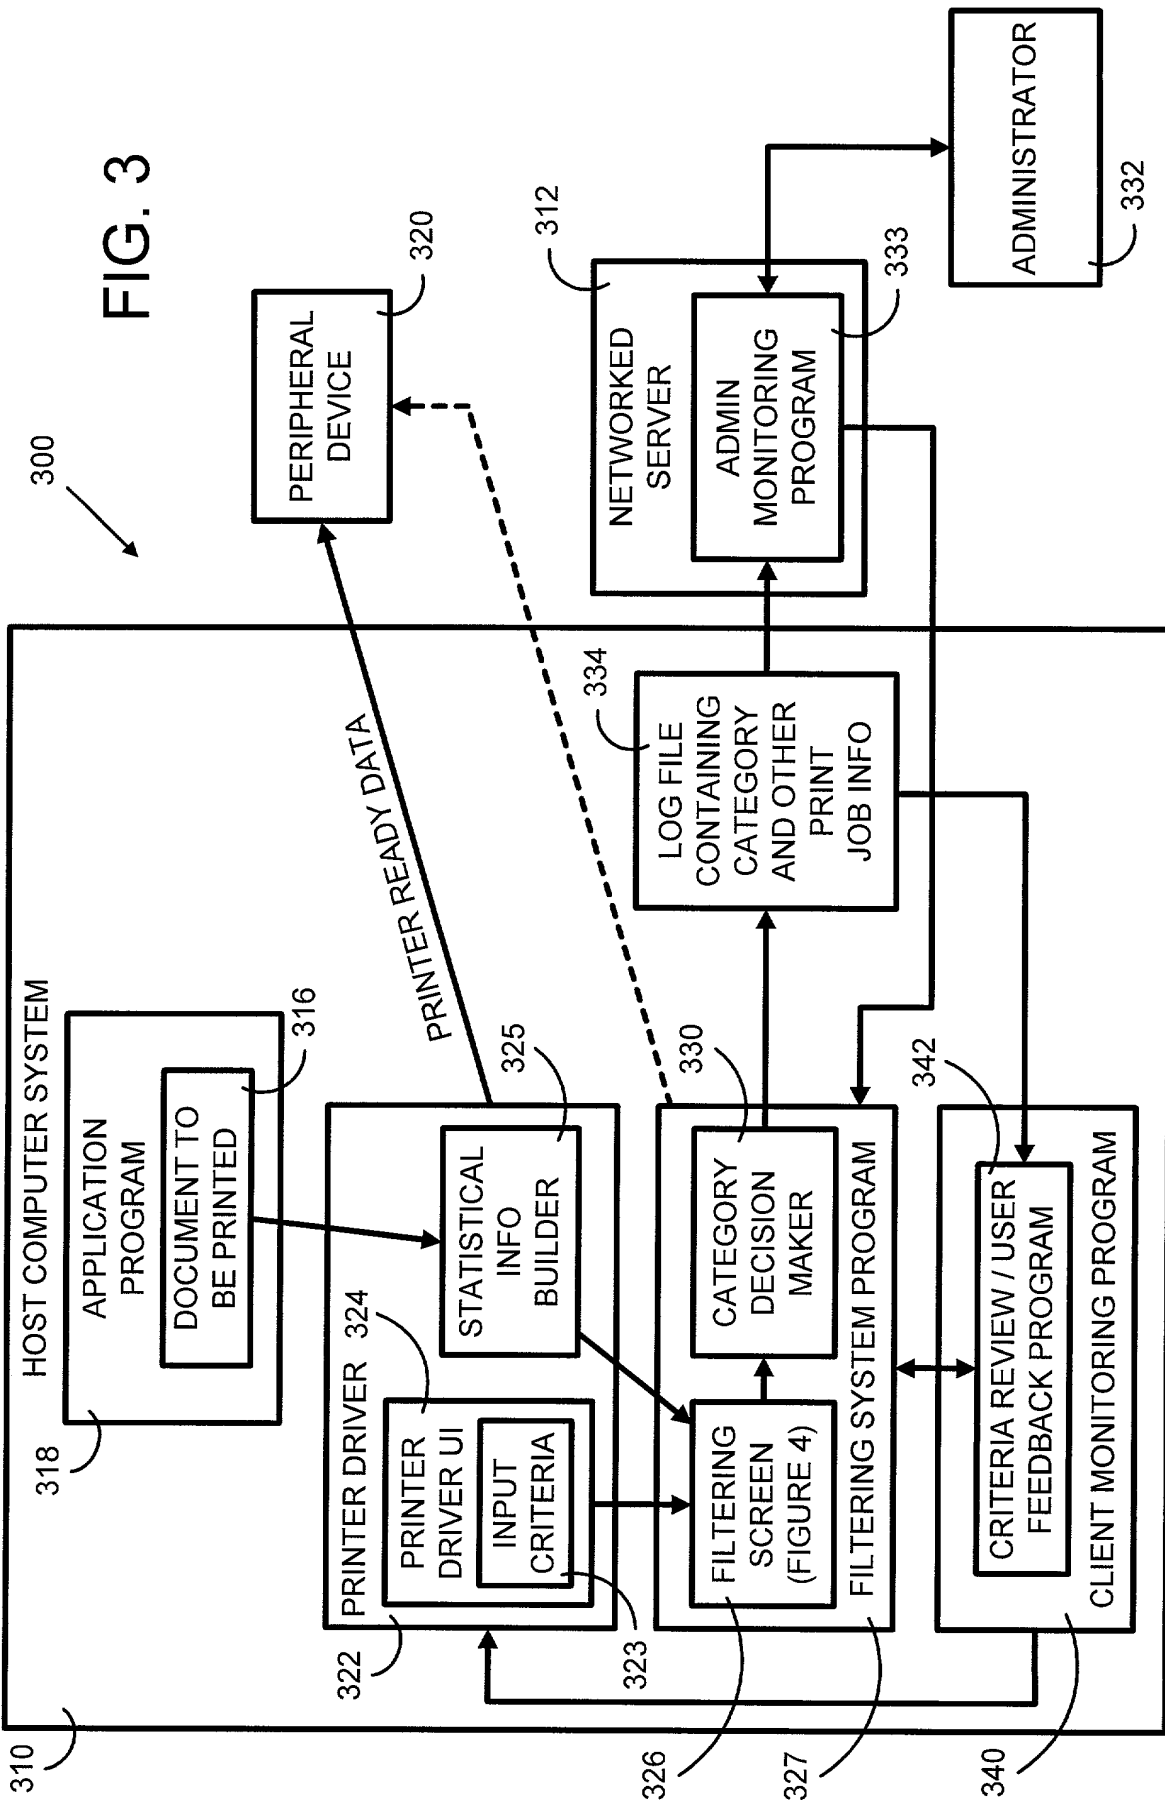 FIG. 3
300
310
HOST COMPUTER SYSTEM
318
APPLICATION
PROGRAM
DOCUMENT TO
BE PRINTED
316
PERIPHERAL
DEVICE
320
PRINTER READY DATA
322
PRINTER DRIVER
324
PRINTER
DRIVER UI
INPUT
CRITERIA
323
STATISTICAL
INFO
BUILDER
325
326
FILTERING
SCREEN
(FIGURE 4)
CATEGORY
DECISION
MAKER
330
FILTERING SYSTEM PROGRAM
327
LOG FILE
CONTAINING
CATEGORY
AND OTHER
PRINT
JOB INFO
334
NETWORKED
SERVER
312
ADMIN
MONITORING
PROGRAM
333
ADMINISTRATOR
332
CRITERIA REVIEW / USER
FEEDBACK PROGRAM
342
CLIENT MONITORING PROGRAM
340